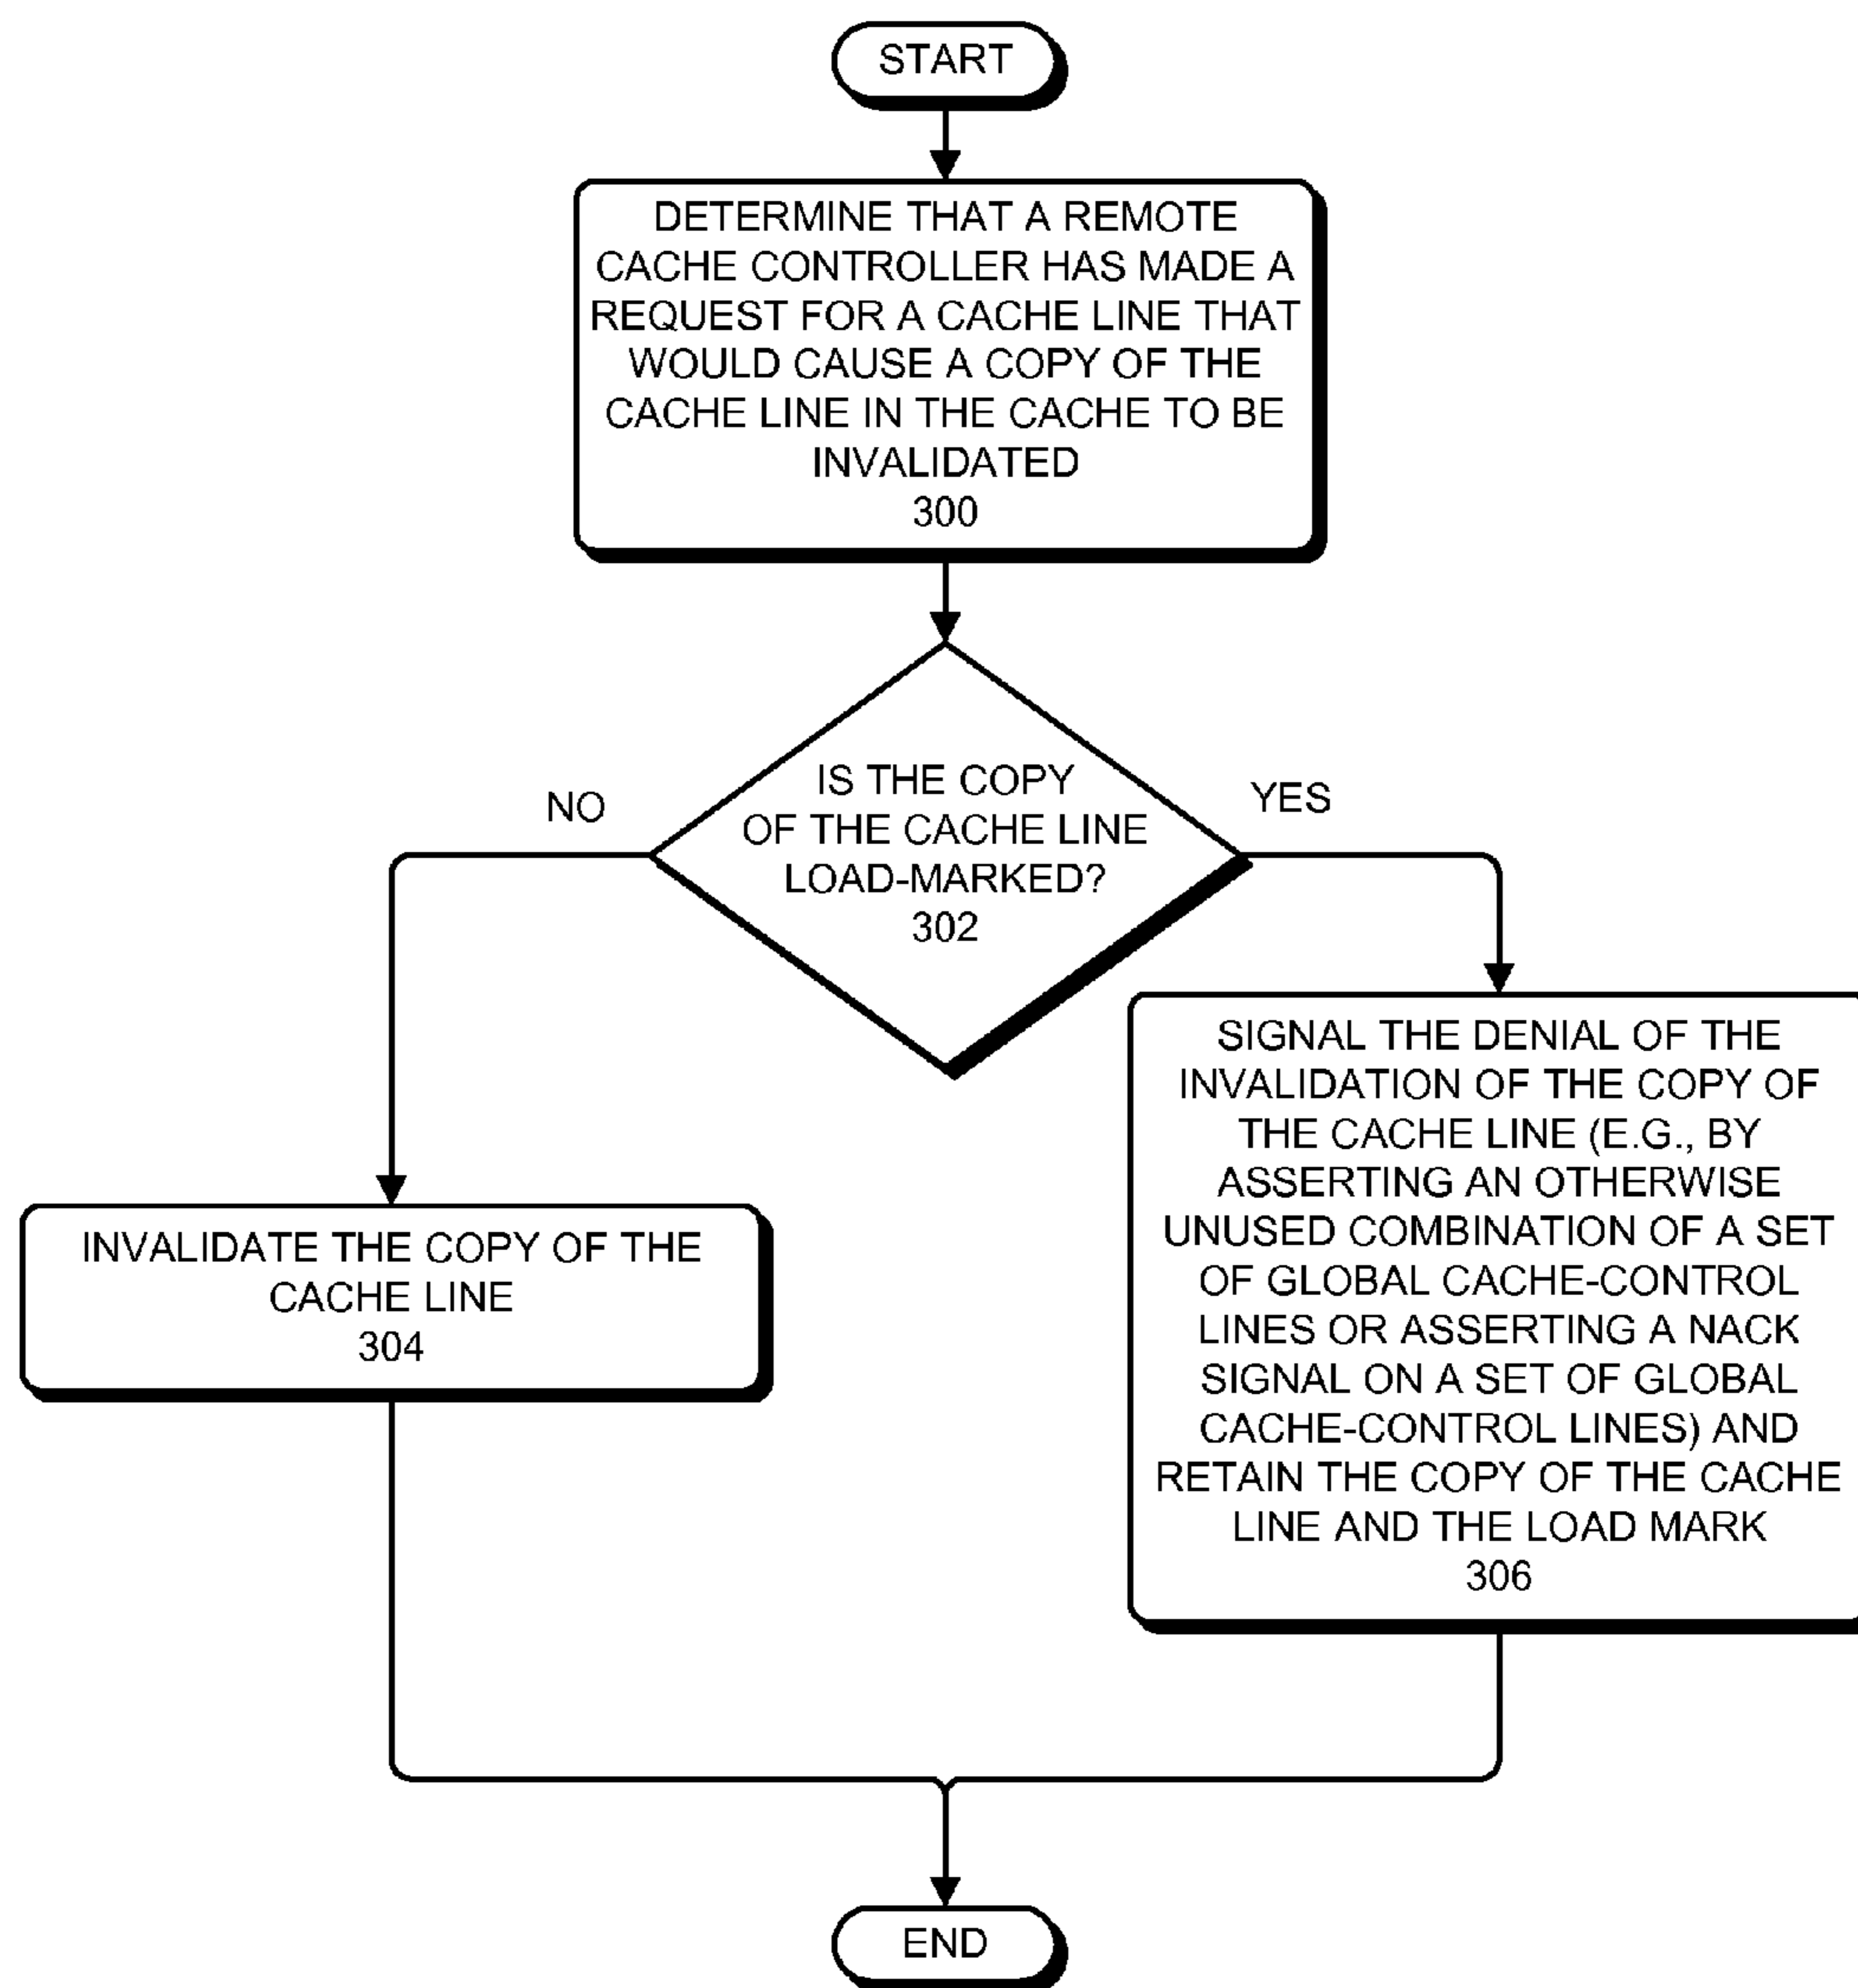 START
DETERMINE THAT A REMOTE
CACHE CONTROLLER HAS MADE A
REQUEST FOR A CACHE LINE THAT
WOULD CAUSE A COPY OF THE
CACHE LINE IN THE CACHE TO BE
INVALIDATED
300
IS THE COPY
OF THE CACHE LINE
LOAD-MARKED?
302
NO
YES
INVALIDATE THE COPY OF THE
CACHE LINE
304
SIGNAL THE DENIAL OF THE
INVALIDATION OF THE COPY OF
THE CACHE LINE (E.G., BY
ASSERTING AN OTHERWISE
UNUSED COMBINATION OF A SET
OF GLOBAL CACHE-CONTROL
LINES OR ASSERTING A NACK
SIGNAL ON A SET OF GLOBAL
CACHE-CONTROL LINES) AND
RETAIN THE COPY OF THE CACHE
LINE AND THE LOAD MARK
306
END